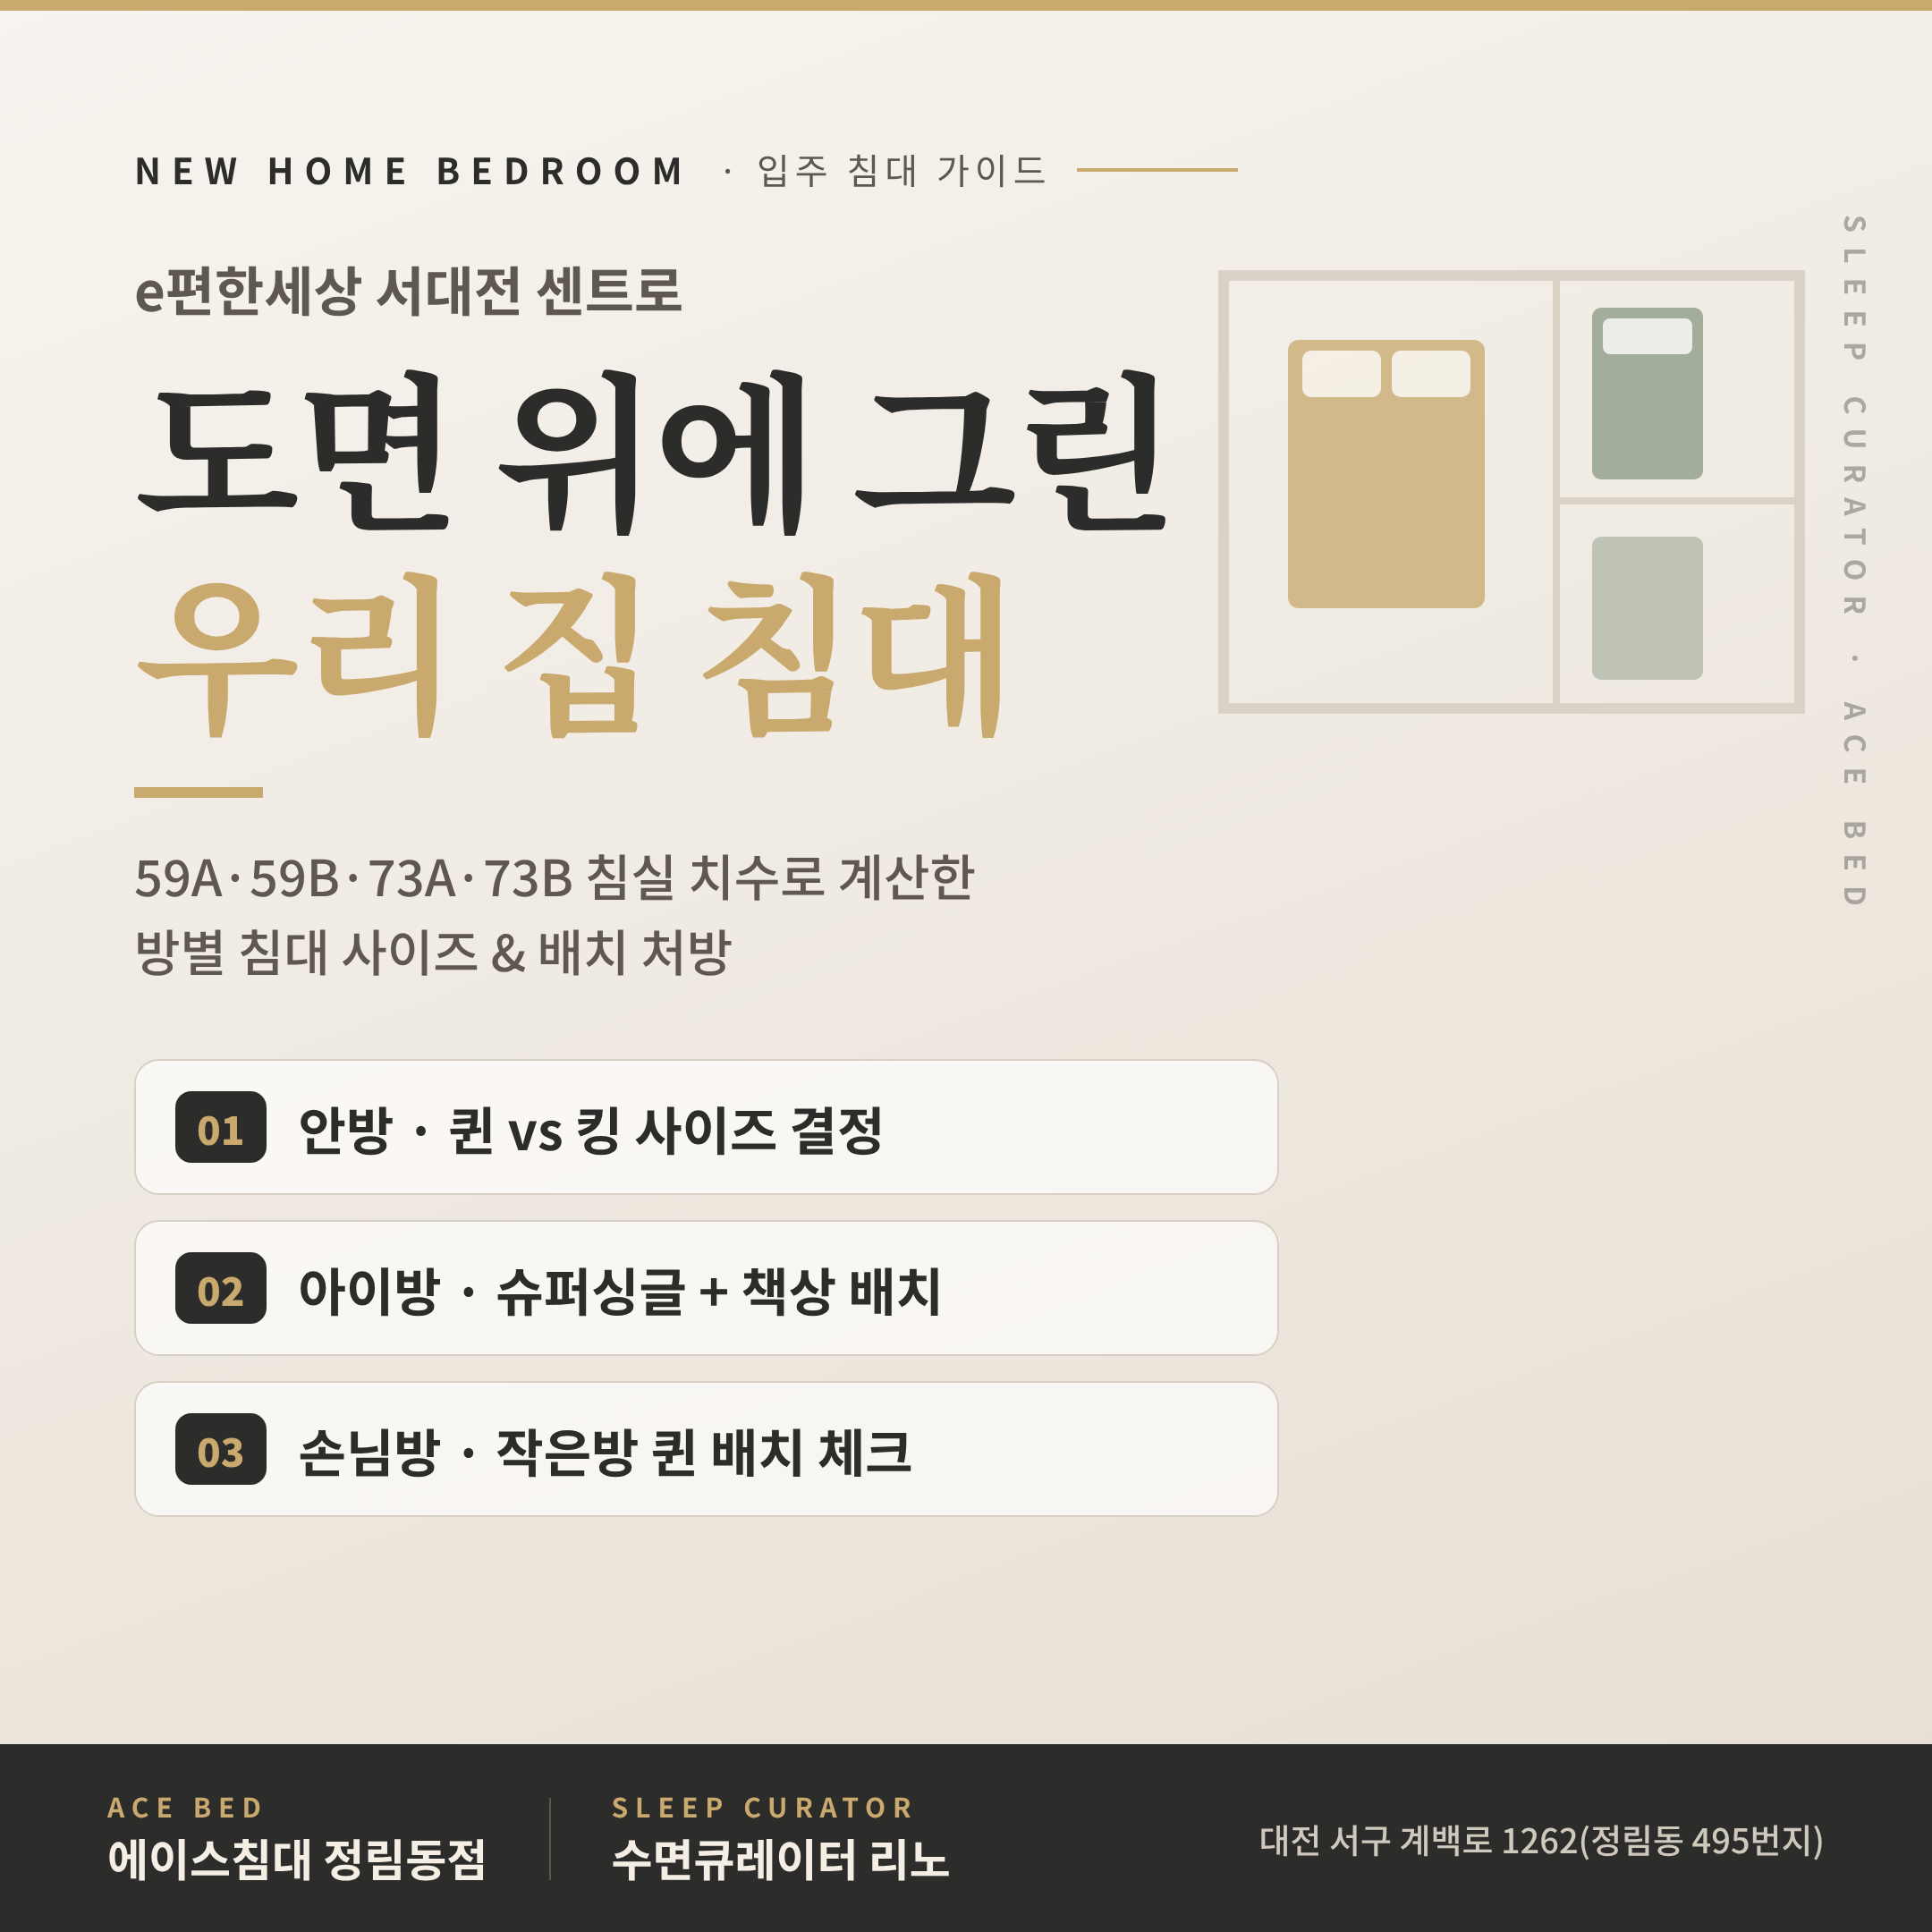 NEW HOME BEDROOM · 입주 침대 가이드
e편한세상 서대전 센트로
도면 위에 그린
우리 집 침대
59A·59B·73A·73B 침실 치수로 계산한
방별 침대 사이즈 & 배치 처방
01 안방 · 퀸 vs 킹 사이즈 결정
02 아이방 · 슈퍼싱글 + 책상 배치
03 손님방 · 작은방 퀸 배치 체크
SLEEP CURATOR · ACE BED
ACE BED
에이스침대 정림동점
SLEEP CURATOR
수면큐레이터 리노
대전 서구 계백로 1262(정림동 495번지)